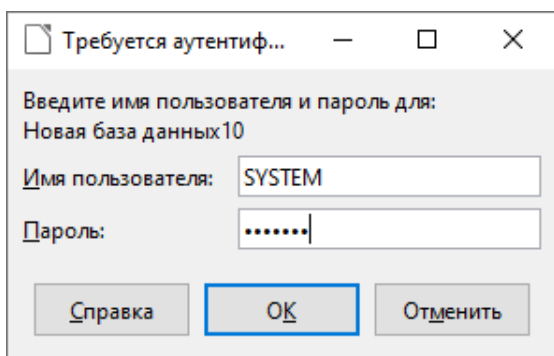 Требуется аутентиф...
Введите имя пользователя и пароль для:
Новая база данных10
Имя пользователя: SYSTEM
Пароль: •••••••
Справка OK Отменить